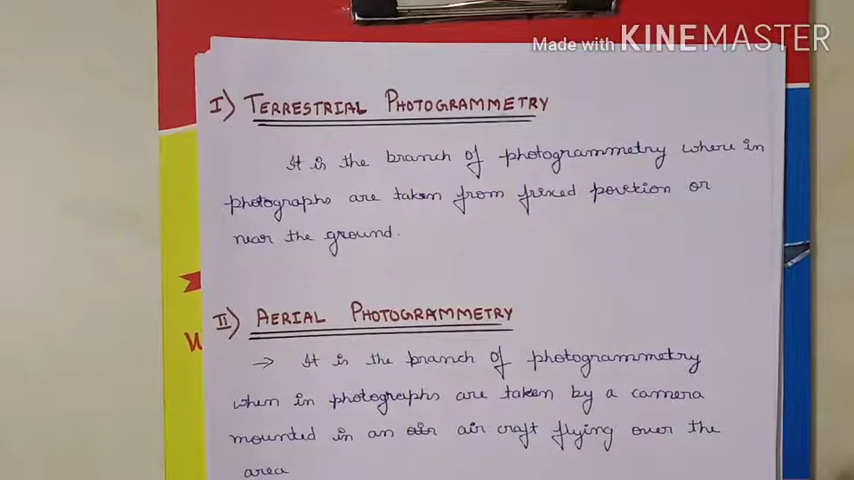 Made with KINEMASTER
I) TERRESTRIAL PHOTOGRAMMETRY
It is the branch of photogrammetry where in
photographs are taken from fixed position or
near the ground.
II) AERIAL PHOTOGRAMMETRY
→ It is the branch of photogrammetry
when in photographs are taken by a camera
mounted in an air air craft flying over the
area